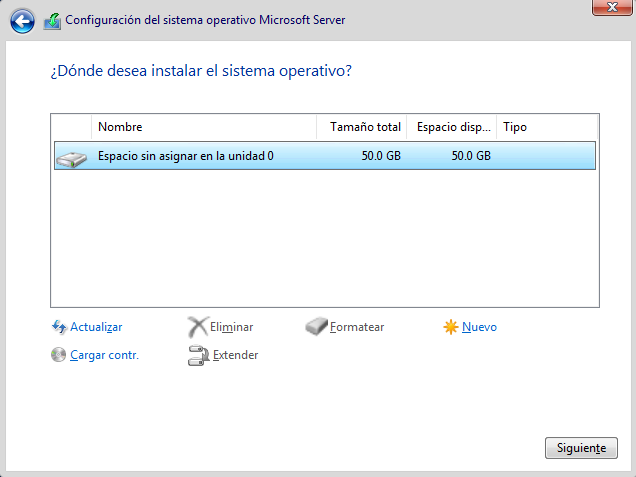 Configuración del sistema operativo Microsoft Server
¿Dónde desea instalar el sistema operativo?
Nombre Tamaño total Espacio disp... Tipo
Espacio sin asignar en la unidad 0 50.0 GB 50.0 GB
Actualizar Eliminar Formatear Nuevo
Cargar contr. Extender
Siguiente